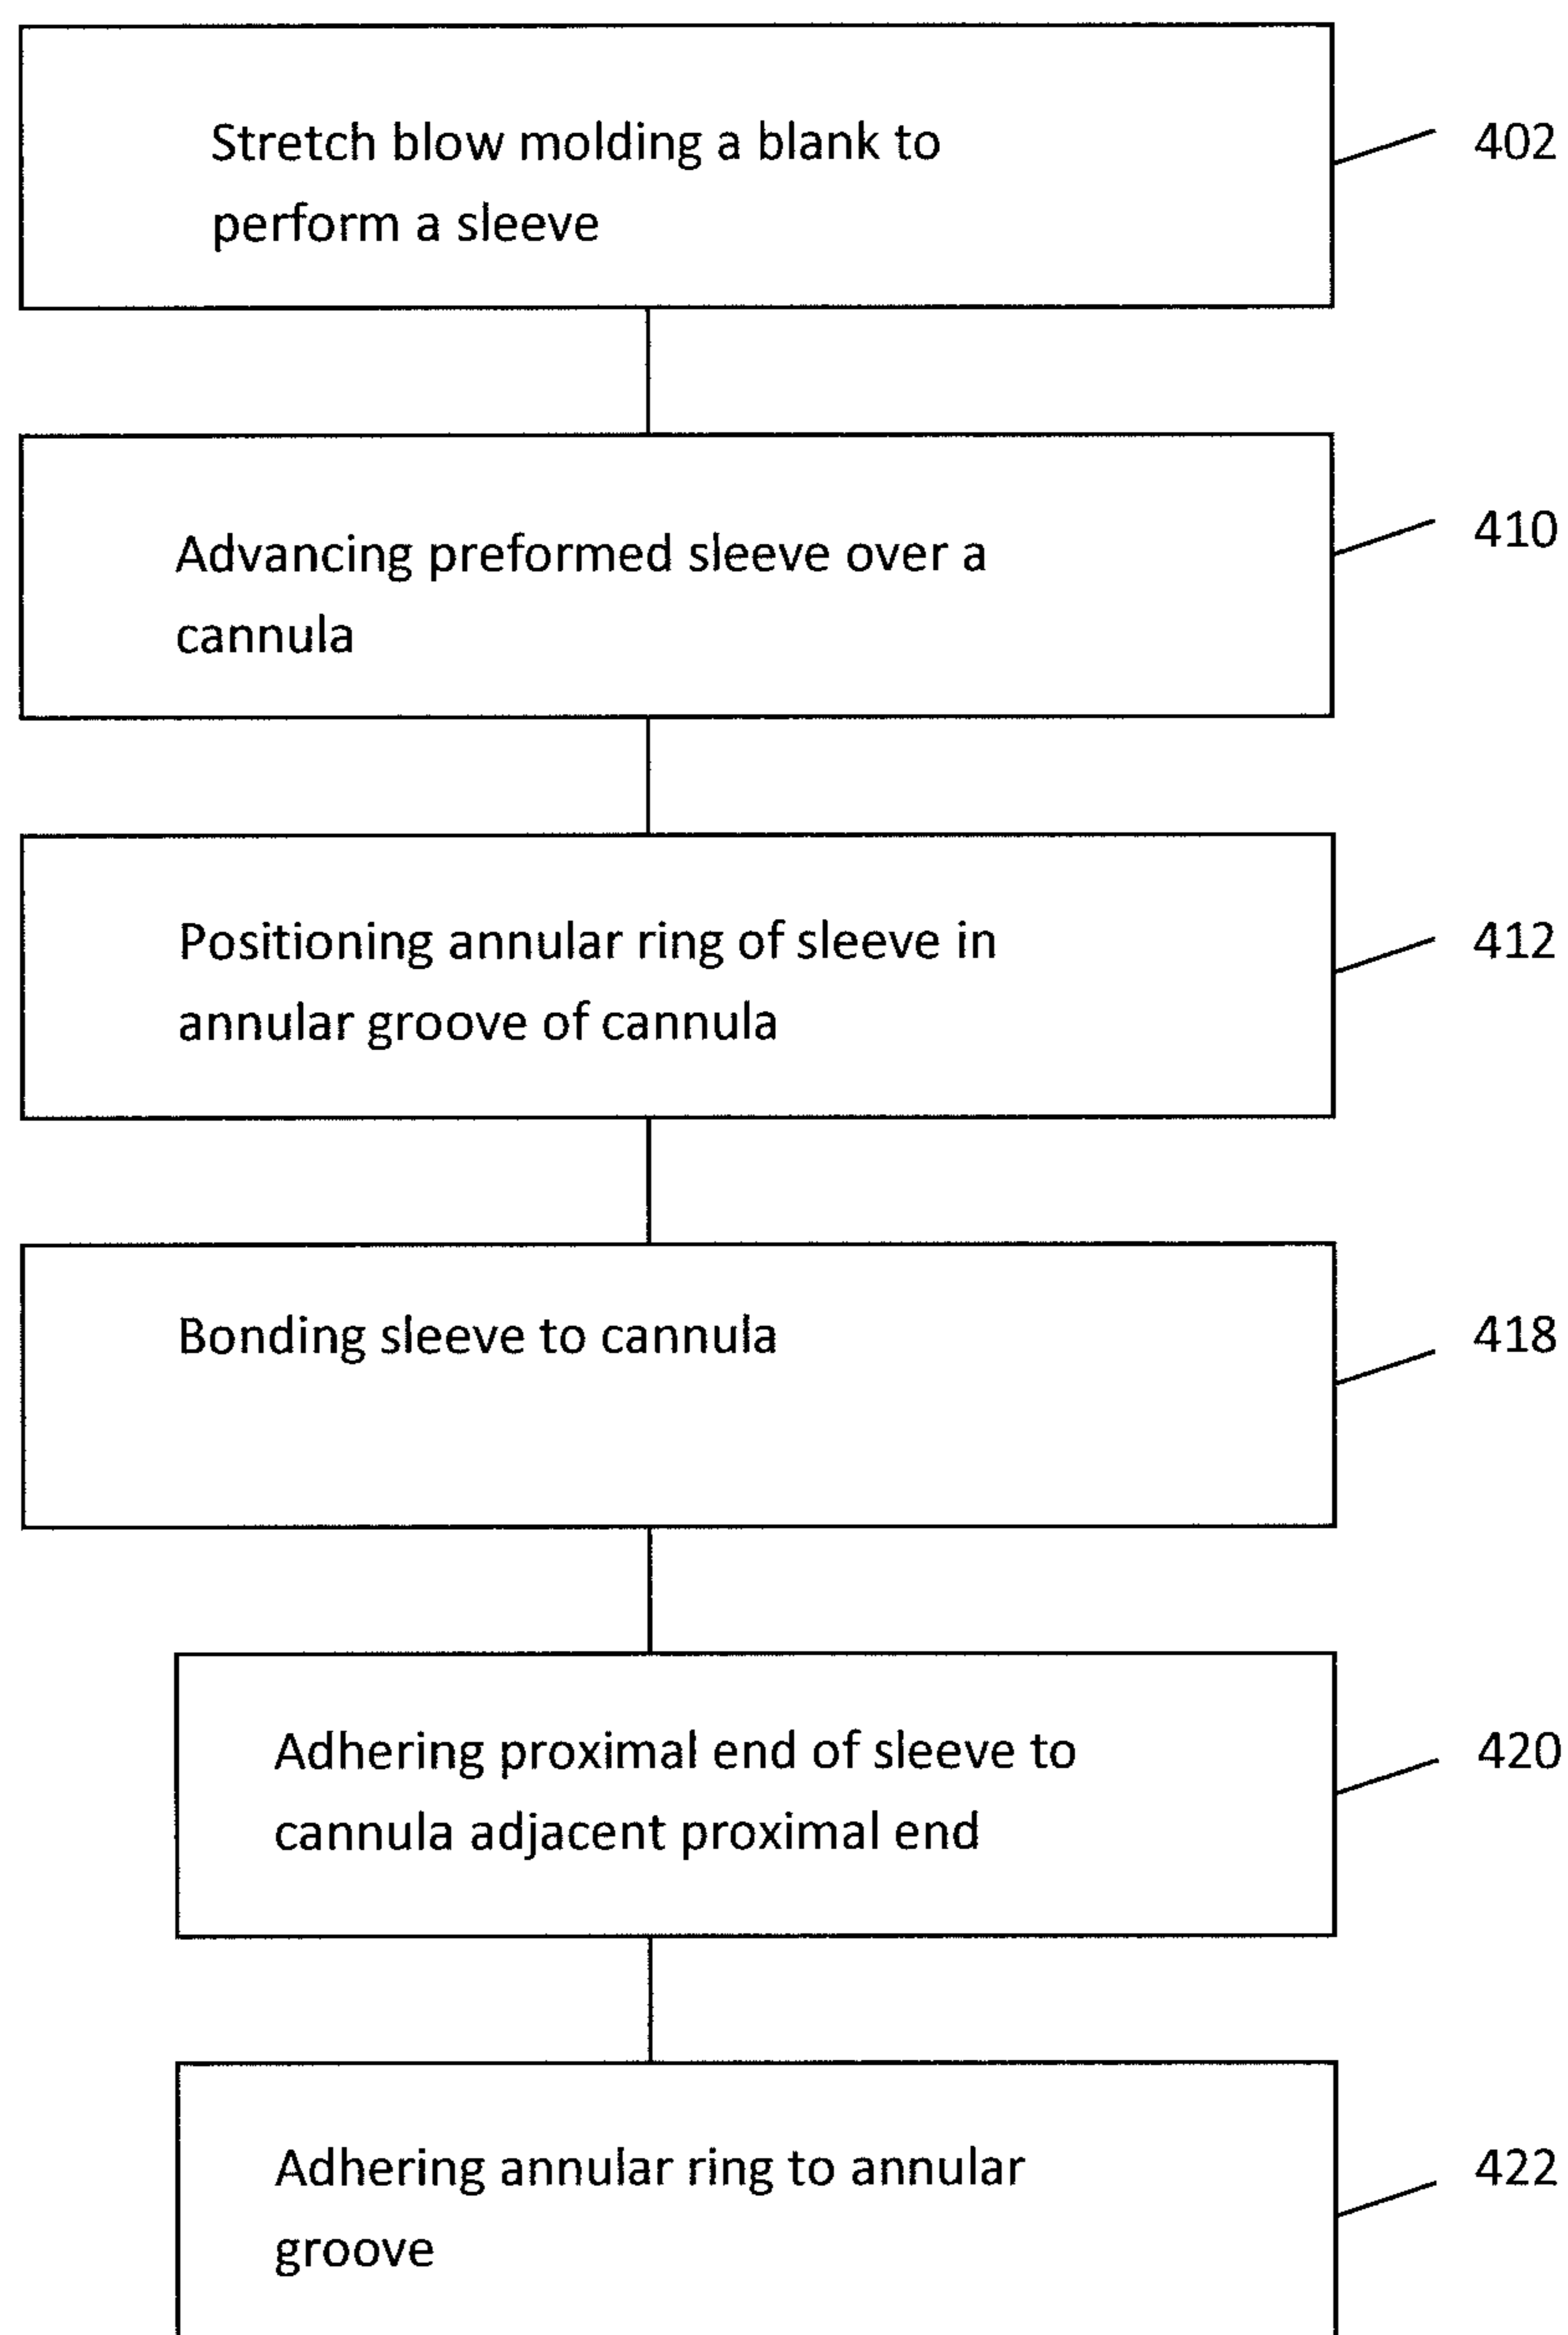 Stretch blow molding a blank to
perform a sleeve
402
Advancing preformed sleeve over a
cannula
410
Positioning annular ring of sleeve in
annular groove of cannula
412
Bonding sleeve to cannula
418
Adhering proximal end of sleeve to
cannula adjacent proximal end
420
Adhering annular ring to annular
groove
422